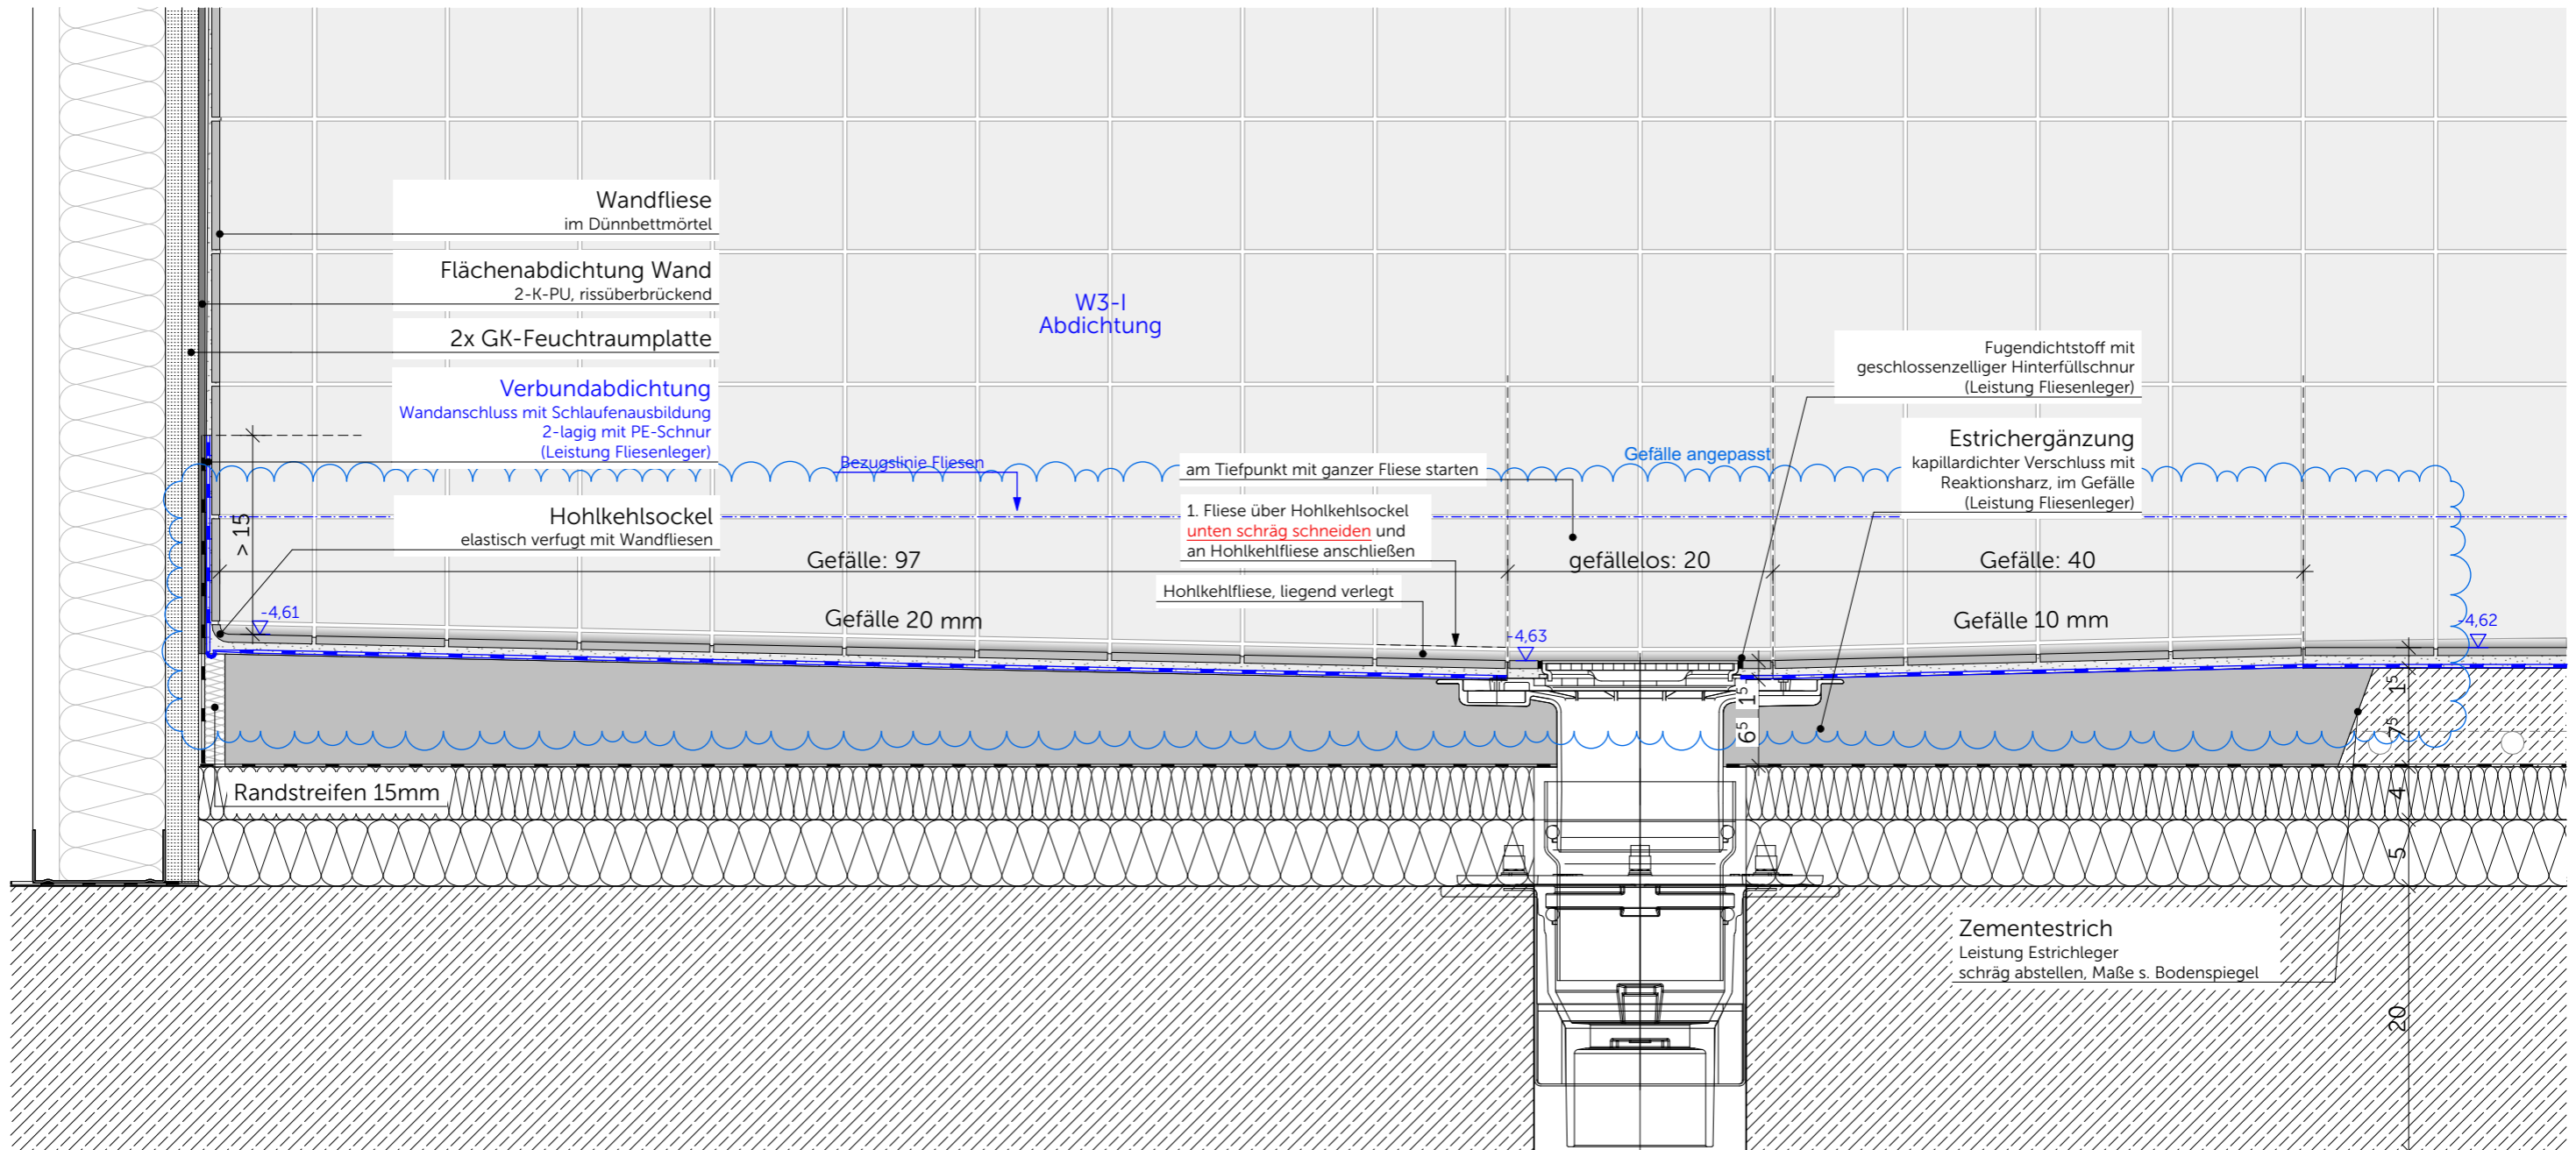 Wandfliese
im Dünnbettmörtel
Flächenabdichtung Wand
2-K-PU, rissüberbrückend
2x GK-Feuchtraumplatte
Verbundabdichtung
Wandanschluss mit Schlaufenausbildung
2-lagig mit PE-Schnur
(Leistung Fliesenleger)
Hohlkehlsockel
elastisch verfugt mit Wandfliesen
> 15
W3-I
Abdichtung
Bezugslinie Fliesen
am Tiefpunkt mit ganzer Fliese starten
1. Fliese über Hohlkehlsockel
unten schräg schneiden und
an Hohlkehlfliese anschließen
Hohlkehlfliese, liegend verlegt
Gefälle angepasst
Fugendichtstoff mit
geschlossenzelliger Hinterfüllschnur
(Leistung Fliesenleger)
Estrichergänzung
kapillardichter Verschluss mit
Reaktionsharz, im Gefälle
(Leistung Fliesenleger)
Gefälle: 97
gefällelos: 20
Gefälle: 40
-4,61
Gefälle 20 mm
-4,63
Gefälle 10 mm
-4,62
1⁵
6⁵
1⁵
7⁵
4
5
20
Randstreifen 15mm
Zementestrich
Leistung Estrichleger
schräg abstellen, Maße s. Bodenspiegel